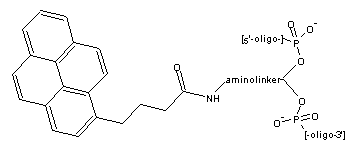 O O⁻
[5'-oligo-] P
O O
NH aminolinker
O
O⁻ P O
[-oligo-3']